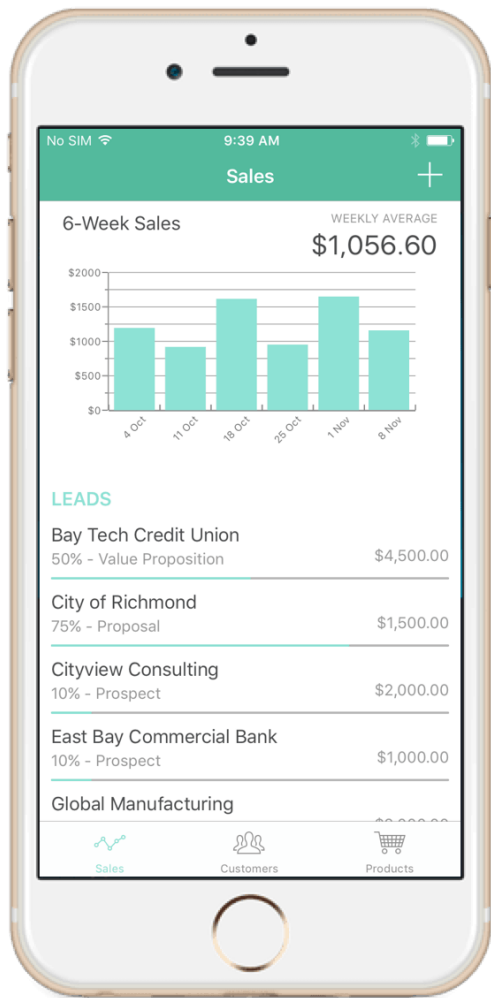 No SIM 9:39 AM
Sales
6-Week Sales
WEEKLY AVERAGE
$1,056.60
$2000
$1500
$1000
$500
$0
4 Oct 11 Oct 18 Oct 25 Oct 1 Nov 8 Nov
LEADS
Bay Tech Credit Union
50% - Value Proposition $4,500.00
City of Richmond
75% - Proposal $1,500.00
Cityview Consulting
10% - Prospect $2,000.00
East Bay Commercial Bank
10% - Prospect $1,000.00
Global Manufacturing
Sales Customers Products